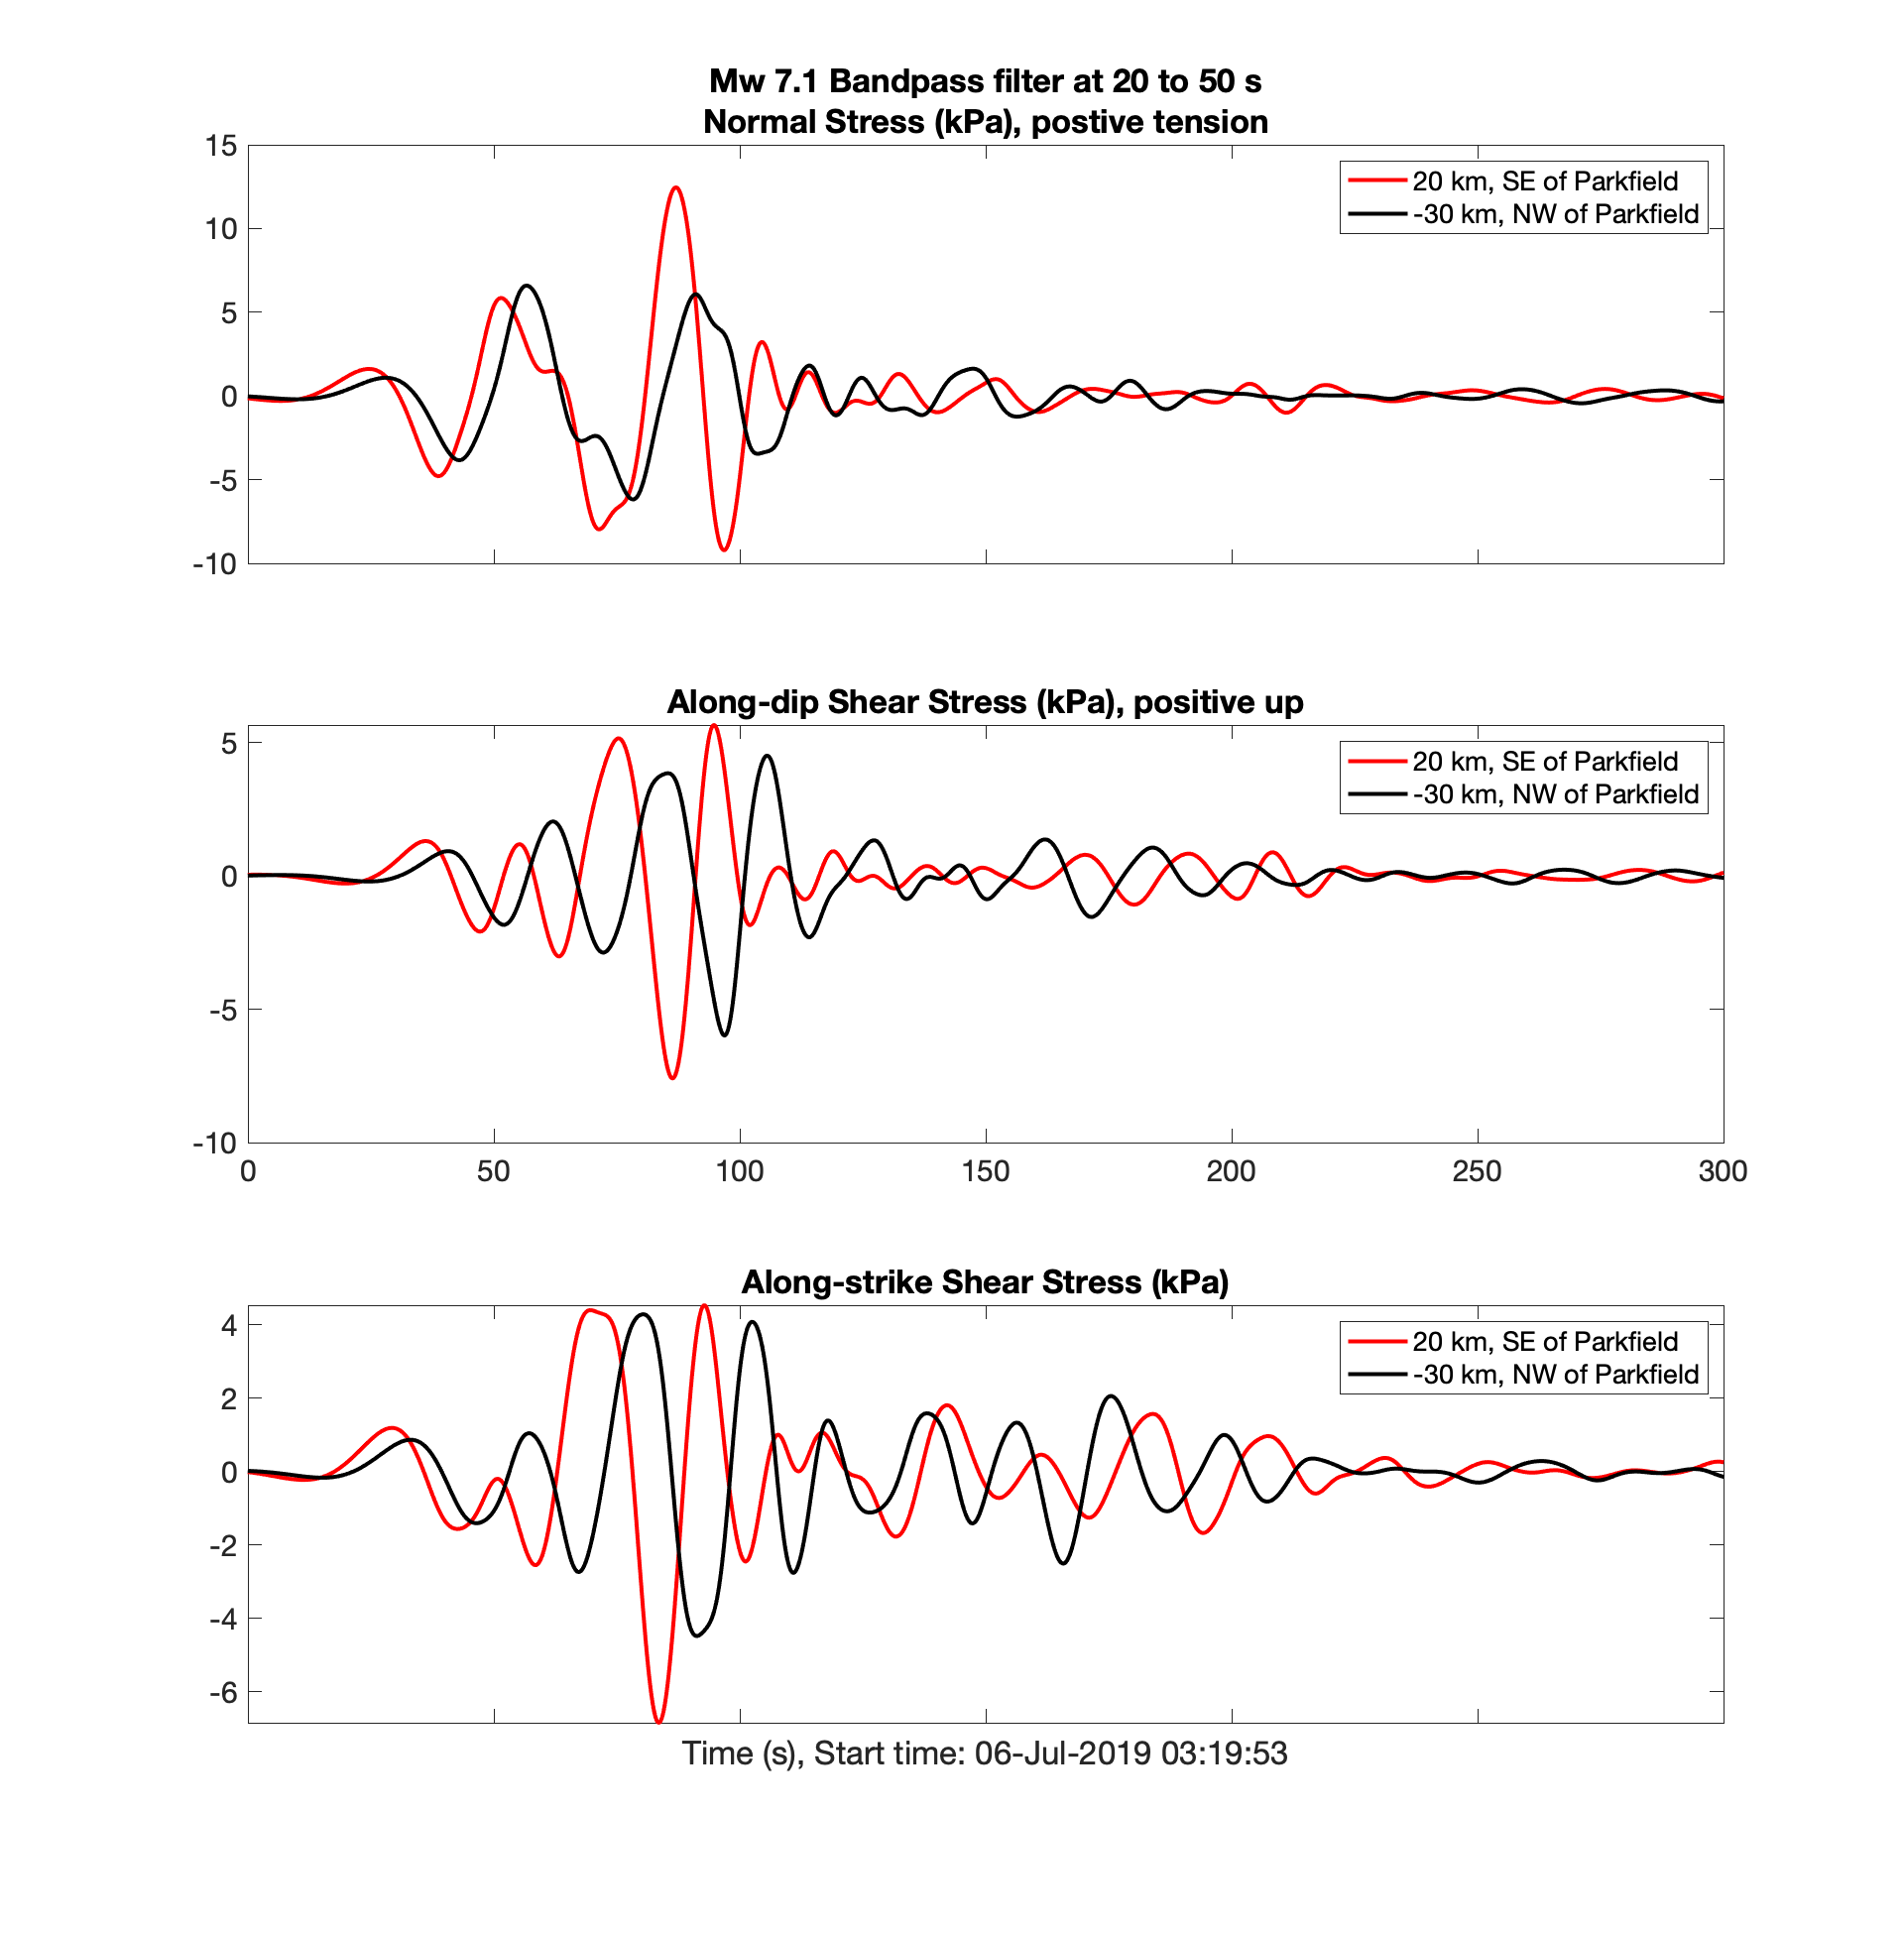 Mw 7.1 Bandpass filter at 20 to 50 s
Normal Stress (kPa), postive tension
15
10
5
0
-5
-10
20 km, SE of Parkfield
-30 km, NW of Parkfield
Along-dip Shear Stress (kPa), positive up
5
0
-5
-10
20 km, SE of Parkfield
-30 km, NW of Parkfield
0 50 100 150 200 250 300
Along-strike Shear Stress (kPa)
4
2
0
-2
-4
-6
20 km, SE of Parkfield
-30 km, NW of Parkfield
Time (s), Start time: 06-Jul-2019 03:19:53